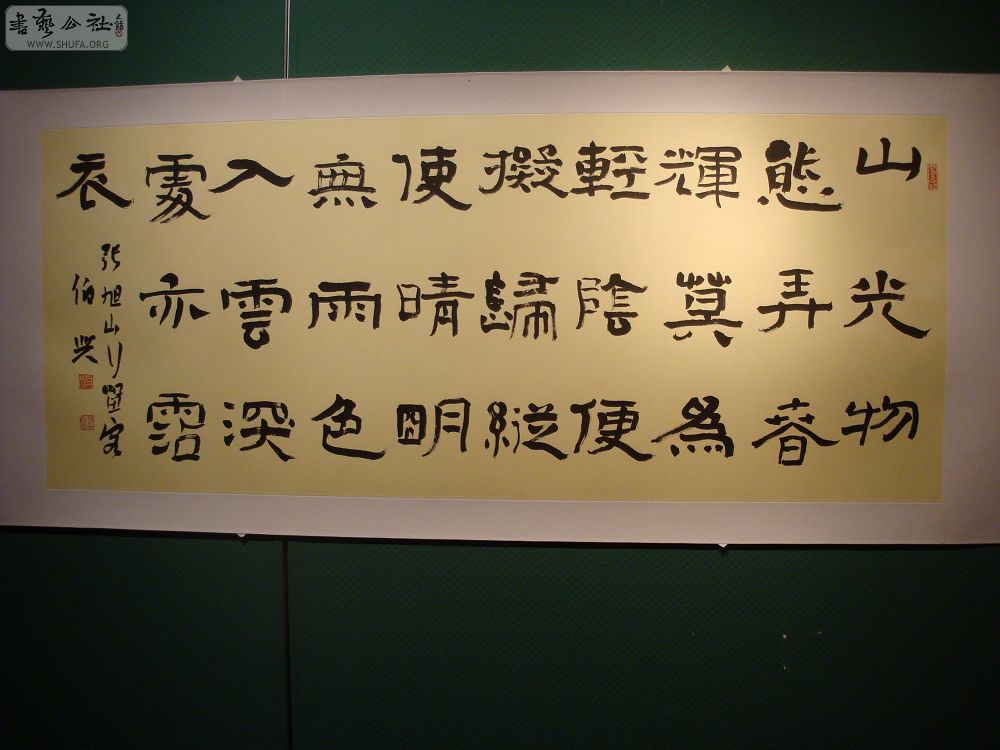 書藝公社
WWW.SHUFA.ORG
山光物
態弄春
輝莫為
輕陰便
擬歸縱
使晴明
無雨色
入雲深
處亦霑
衣
張旭山行留客
伯興